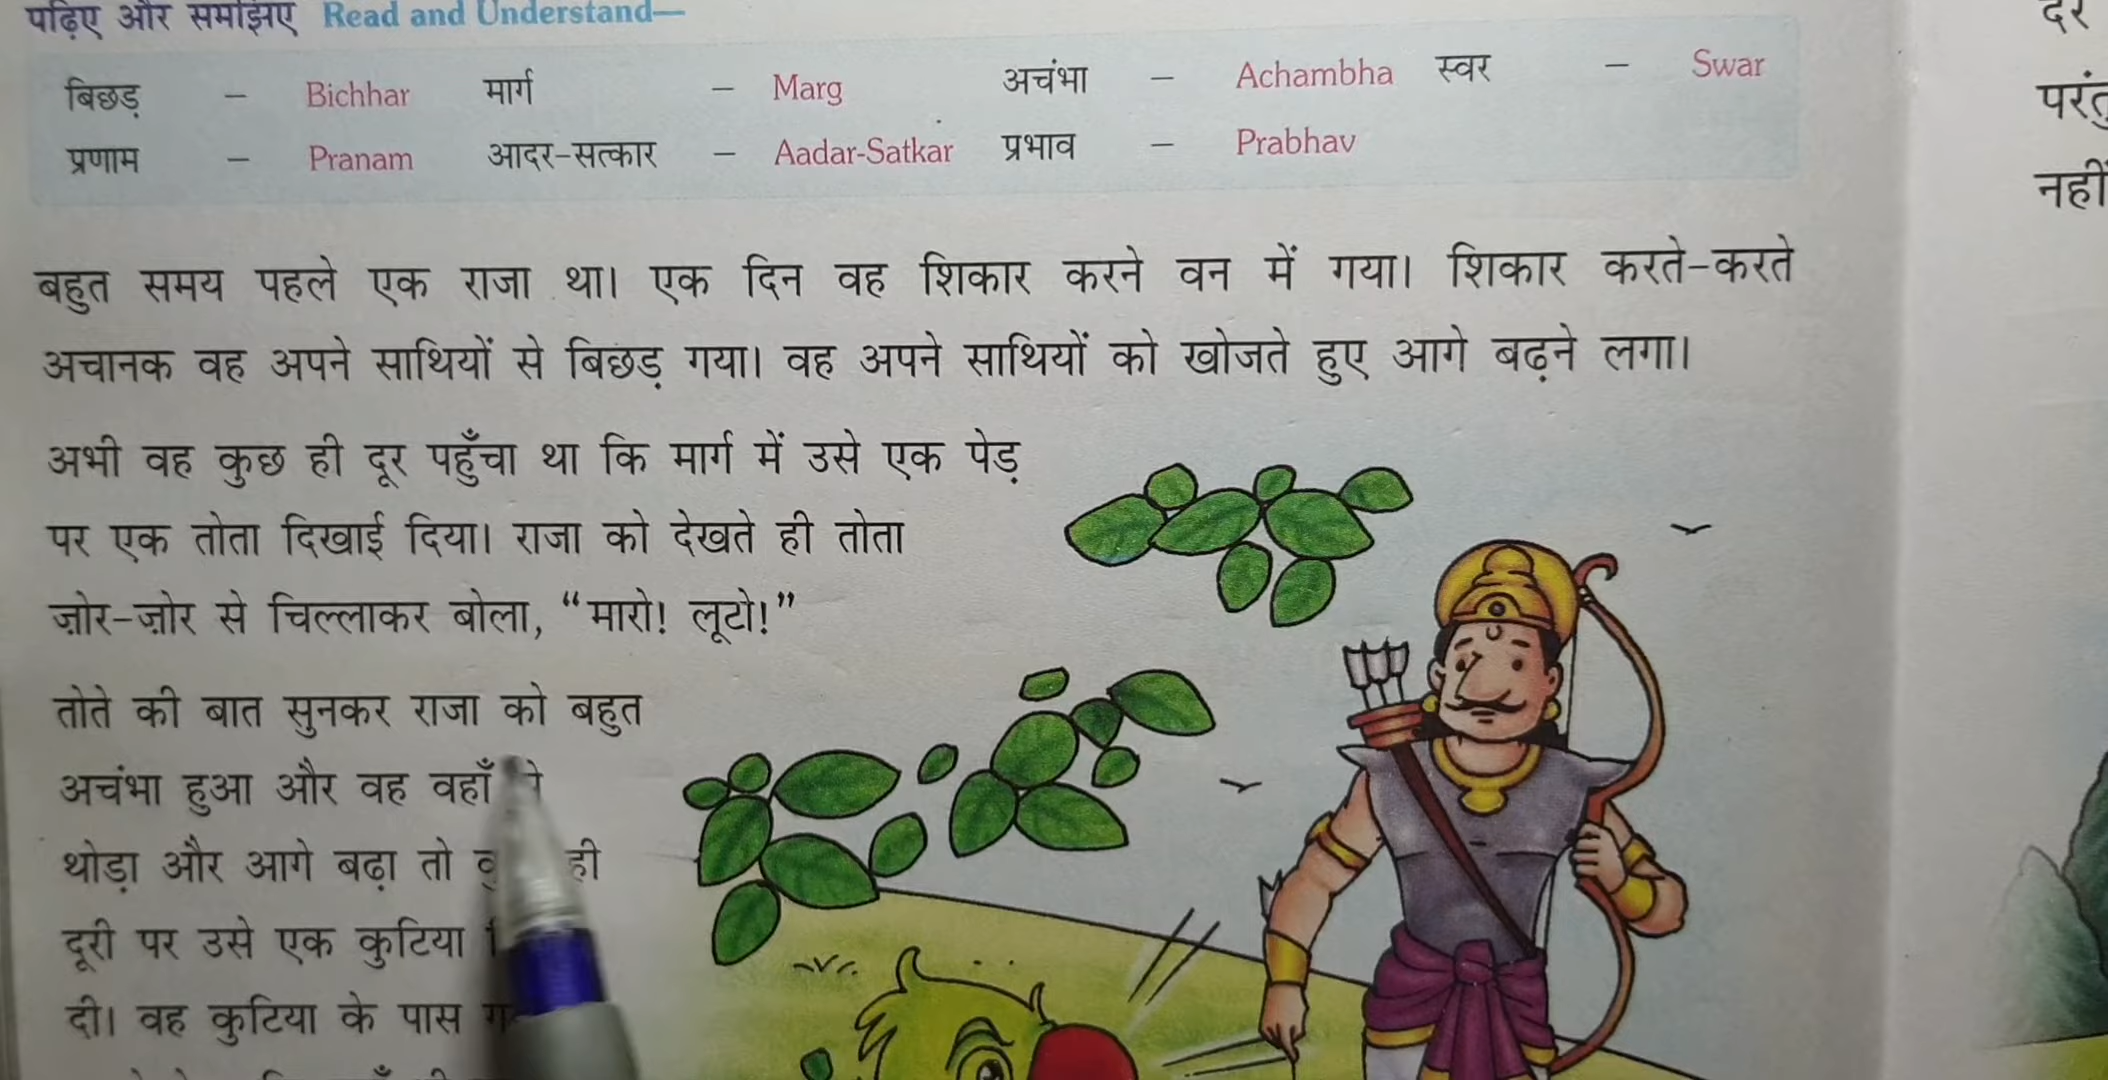 पढ़िए और समझिए Read and Understand—
बिछड़ – Bichhar मार्ग – Marg अचंभा – Achambha स्वर – Swar
प्रणाम – Pranam आदर-सत्कार – Aadar-Satkar प्रभाव – Prabhav
बहुत समय पहले एक राजा था। एक दिन वह शिकार करने वन में गया। शिकार करते-करते
अचानक वह अपने साथियों से बिछड़ गया। वह अपने साथियों को खोजते हुए आगे बढ़ने लगा।
अभी वह कुछ ही दूर पहुँचा था कि मार्ग में उसे एक पेड़
पर एक तोता दिखाई दिया। राजा को देखते ही तोता
ज़ोर-ज़ोर से चिल्लाकर बोला, “मारो! लूटो!”
तोते की बात सुनकर राजा को बहुत
अचंभा हुआ और वह वहाँ
थोड़ा और आगे बढ़ा तो ही
दूरी पर उसे एक कुटिया
दी। वह कुटिया के पास
परंतु
नहीं